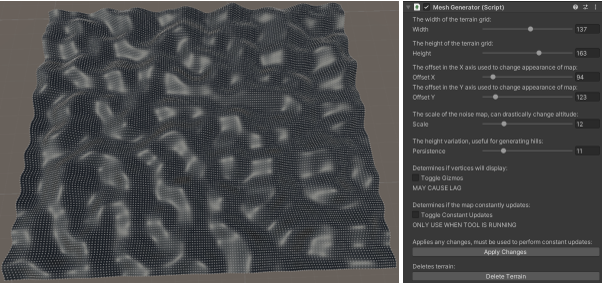 Mesh Generator (Script)
The width of the terrain grid:
Width 137
The height of the terrain grid:
Height 163
The offset in the X axis used to change appearance of map:
Offset X 94
The offset in the Y axis used to change appearance of map:
Offset Y 123
The scale of the noise map, can drastically change altitude:
Scale 12
The height variation, useful for generating hills:
Persistence 11
Determines if vertices will display:
Toggle Gizmos
MAY CAUSE LAG
Determines if the map constantly updates:
Toggle Constant Updates
ONLY USE WHEN TOOL IS RUNNING
Applies any changes, must be used to perform constant updates:
Apply Changes
Deletes terrain:
Delete Terrain